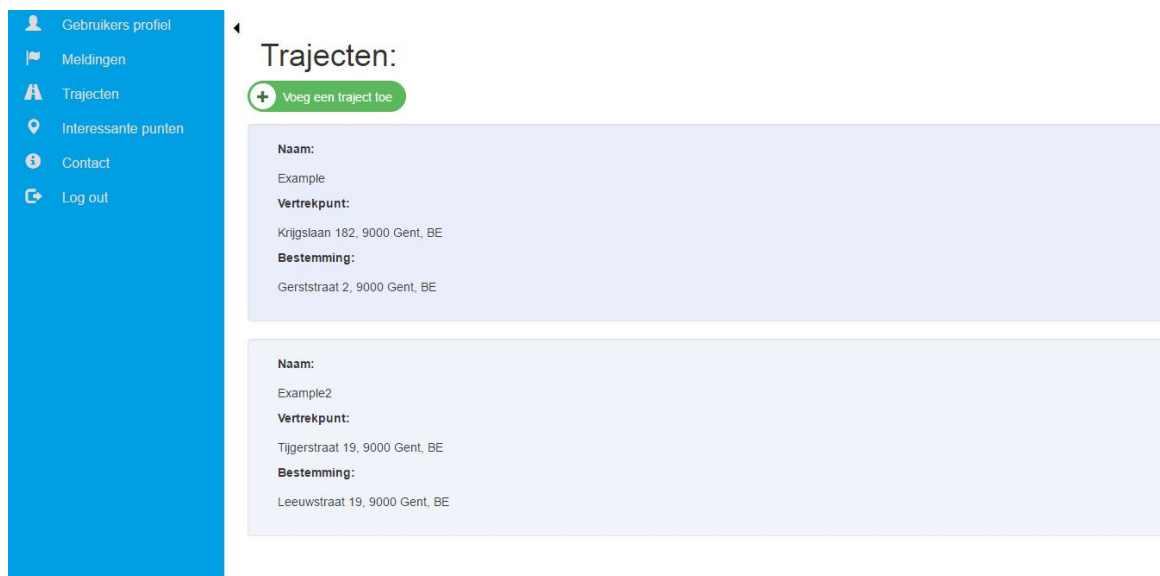 Gebruikers profiel
Meldingen
Trajecten
Interessante punten
Contact
Log out
Trajecten:
Voeg een traject toe
Naam:
Example
Vertrekpunt:
Krijgslaan 182, 9000 Gent, BE
Bestemming:
Gerststraat 2, 9000 Gent, BE
Naam:
Example2
Vertrekpunt:
Tijgerstraat 19, 9000 Gent, BE
Bestemming:
Leeuwstraat 19, 9000 Gent, BE